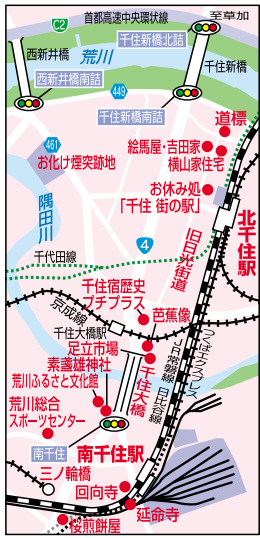 C2
首都高速中央環状線
至草加
千住新橋北詰
荒川
西新井橋
西新井橋南詰
千住新橋
449
千住新橋南詰
道標
461
お化け煙突跡地
絵馬屋・吉田家
横山家住宅
お休み処
「千住 街の駅」
隅田川
旧日光街道
北千住駅
4
千代田線
千住宿歴史
プチプラス
京成線
芭蕉像
千住大橋駅
足立市場
つくばエクスプレス
JR常磐線
日比谷線
素盞雄神社
荒川ふるさと文化館
千住大橋
荒川総合
スポーツセンター
南千住
南千住駅
三ノ輪橋
回向寺
延命寺
桜煎餅屋